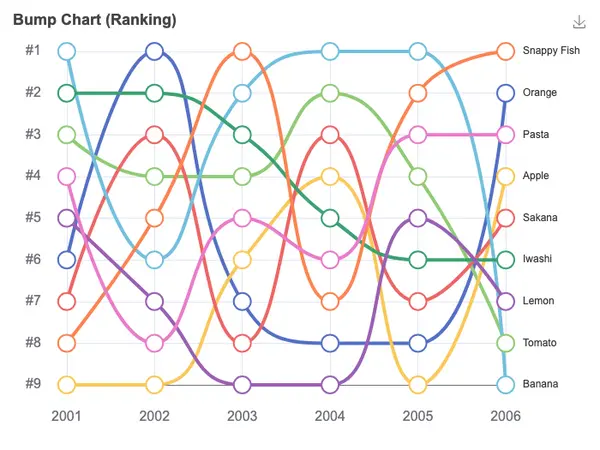 Bump Chart (Ranking)
#1
Snappy Fish
#2
Orange
#3
Pasta
#4
Apple
#5
Sakana
#6
Iwashi
#7
Lemon
#8
Tomato
#9
Banana
2001 2002 2003 2004 2005 2006